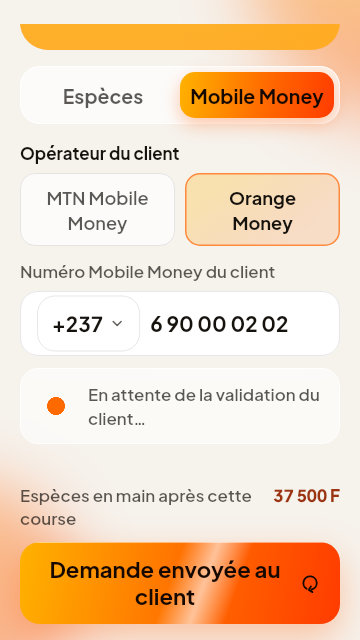 Espèces
Mobile Money
Opérateur du client
MTN Mobile
Money
Orange
Money
Numéro Mobile Money du client
+237
6 90 00 02 02
En attente de la validation du
client…
Espèces en main après cette
course
37 500 F
Demande envoyée au
client